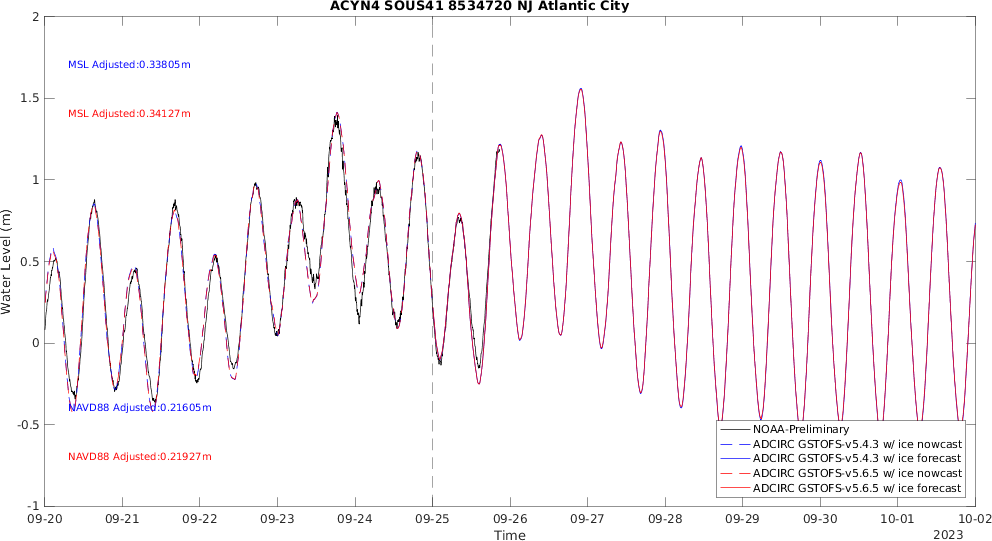 ACYN4 SOUS41 8534720 NJ Atlantic City
2
1.5
1
0.5
0
-0.5
-1
Water Level (m)
MSL Adjusted:0.33805m
MSL Adjusted:0.34127m
NAVD88 Adjusted:0.21605m
NAVD88 Adjusted:0.21927m
NOAA-Preliminary
ADCIRC GSTOFS-v5.4.3 w/ ice nowcast
ADCIRC GSTOFS-v5.4.3 w/ ice forecast
ADCIRC GSTOFS-v5.6.5 w/ ice nowcast
ADCIRC GSTOFS-v5.6.5 w/ ice forecast
09-20 09-21 09-22 09-23 09-24 09-25 09-26 09-27 09-28 09-29 09-30 10-01 10-02
2023
Time